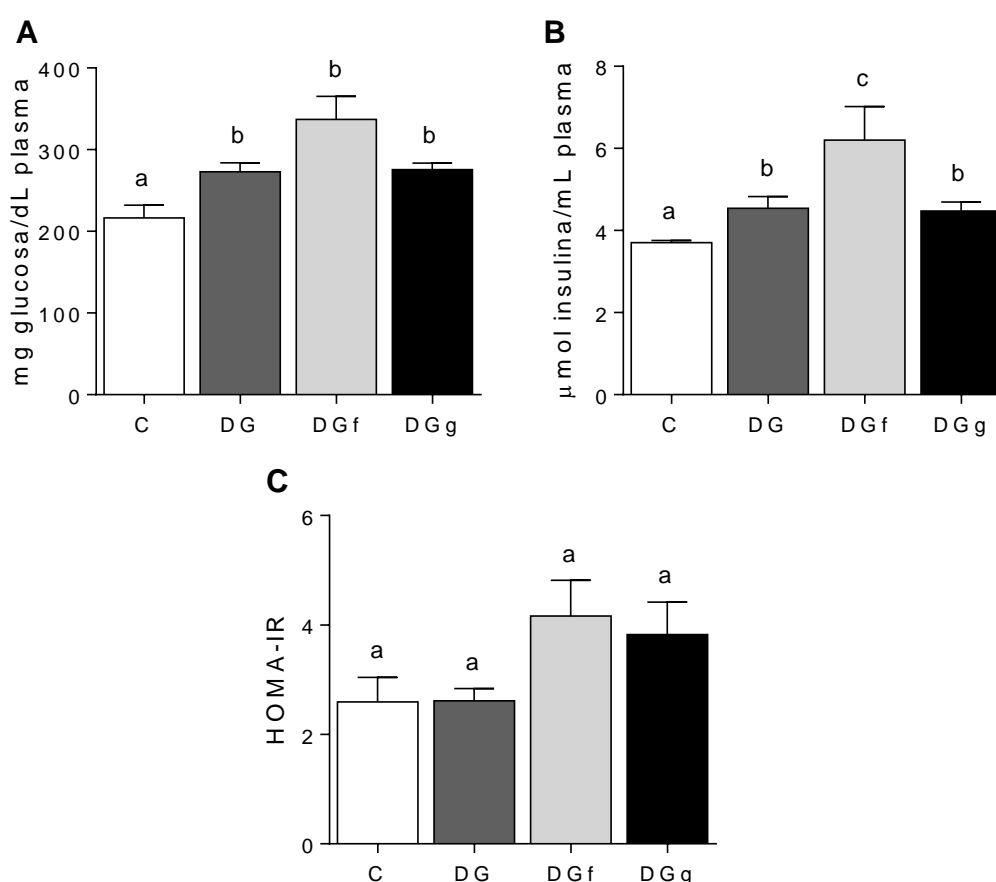 A
mg glucosa/dL plasma
400
300
200
100
0
a
b
b
b
C
DG
DGf
DGg
B
μmol insulina/mL plasma
8
6
4
2
0
a
b
c
b
C
DG
DGf
DGg
C
HOMA-IR
6
4
2
0
a
a
a
a
C
DG
DGf
DGg